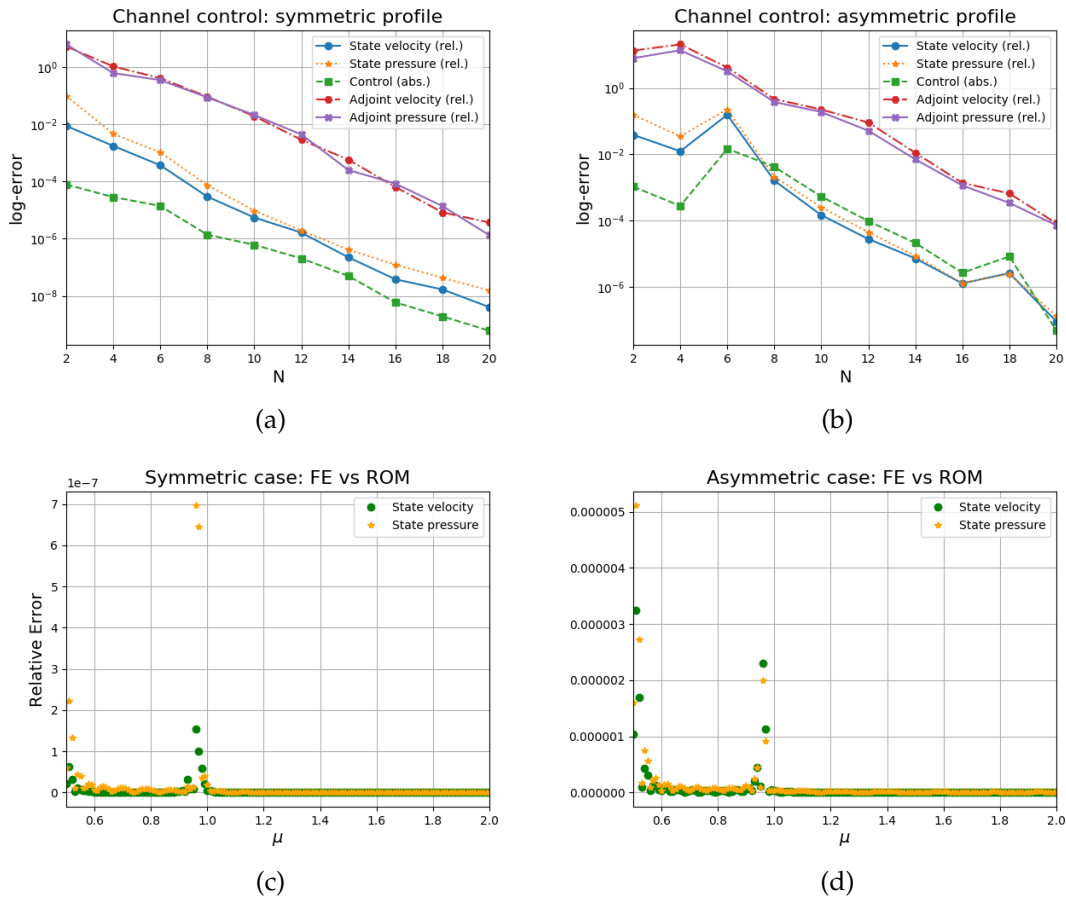 Channel control: symmetric profile
State velocity (rel.)
State pressure (rel.)
Control (abs.)
Adjoint velocity (rel.)
Adjoint pressure (rel.)
log-error
10^0
10^-2
10^-4
10^-6
10^-8
2 4 6 8 10 12 14 16 18 20
N
(a)
Channel control: asymmetric profile
State velocity (rel.)
State pressure (rel.)
Control (abs.)
Adjoint velocity (rel.)
Adjoint pressure (rel.)
log-error
10^0
10^-2
10^-4
10^-6
2 4 6 8 10 12 14 16 18 20
N
(b)
Symmetric case: FE vs ROM
1e-7
State velocity
State pressure
Relative Error
7
6
5
4
3
2
1
0
0.6 0.8 1.0 1.2 1.4 1.6 1.8 2.0
μ
(c)
Asymmetric case: FE vs ROM
State velocity
State pressure
0.000005
0.000004
0.000003
0.000002
0.000001
0.000000
0.6 0.8 1.0 1.2 1.4 1.6 1.8 2.0
μ
(d)